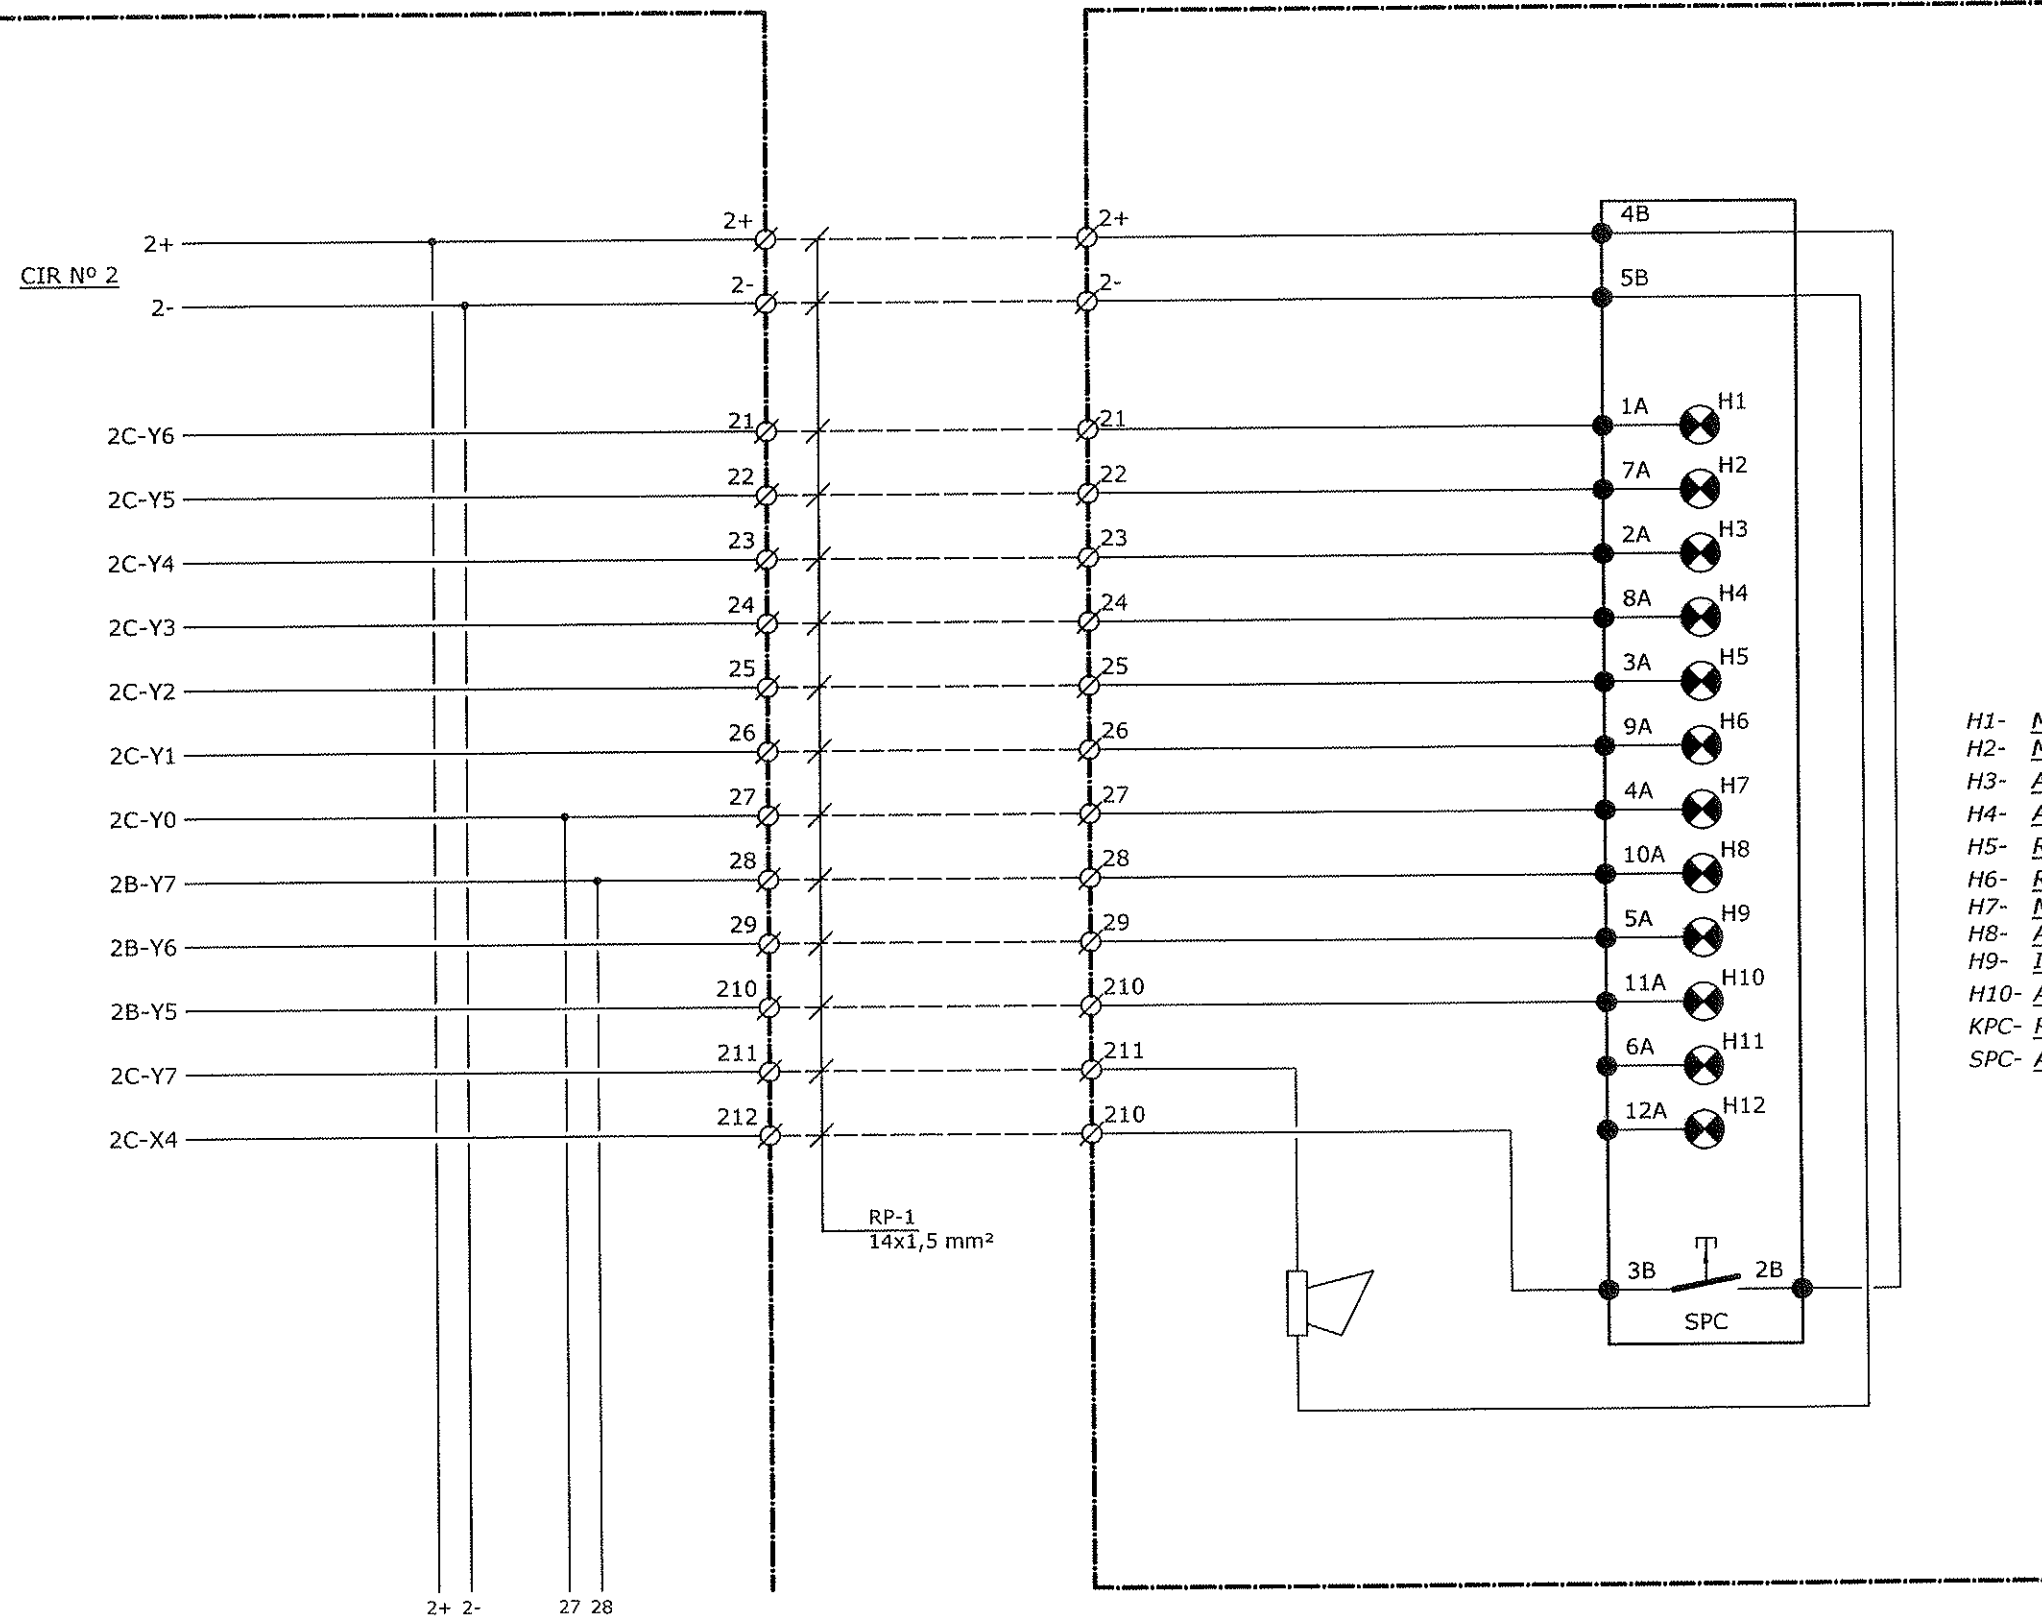 2+
2+
4B
2+
CIR Nº 2
2-
2-
5B
2-
21
21
1A
H1
2C-Y6
22
22
7A
H2
2C-Y5
23
23
2A
H3
2C-Y4
24
24
8A
H4
2C-Y3
25
25
3A
H5
2C-Y2
26
26
9A
H6
2C-Y1
27
27
4A
H7
2C-Y0
28
28
10A
H8
2B-Y7
29
29
5A
H9
2B-Y6
210
210
11A
H10
2B-Y5
211
211
6A
H11
2C-Y7
212
210
12A
H12
2C-X4
RP-1
14x1,5 mm²
3B
2B
SPC
H1-
H2-
H3-
H4-
H5-
H6-
H7-
H8-
H9-
H10-
KPC-
SPC-
2+ 2- 27 28